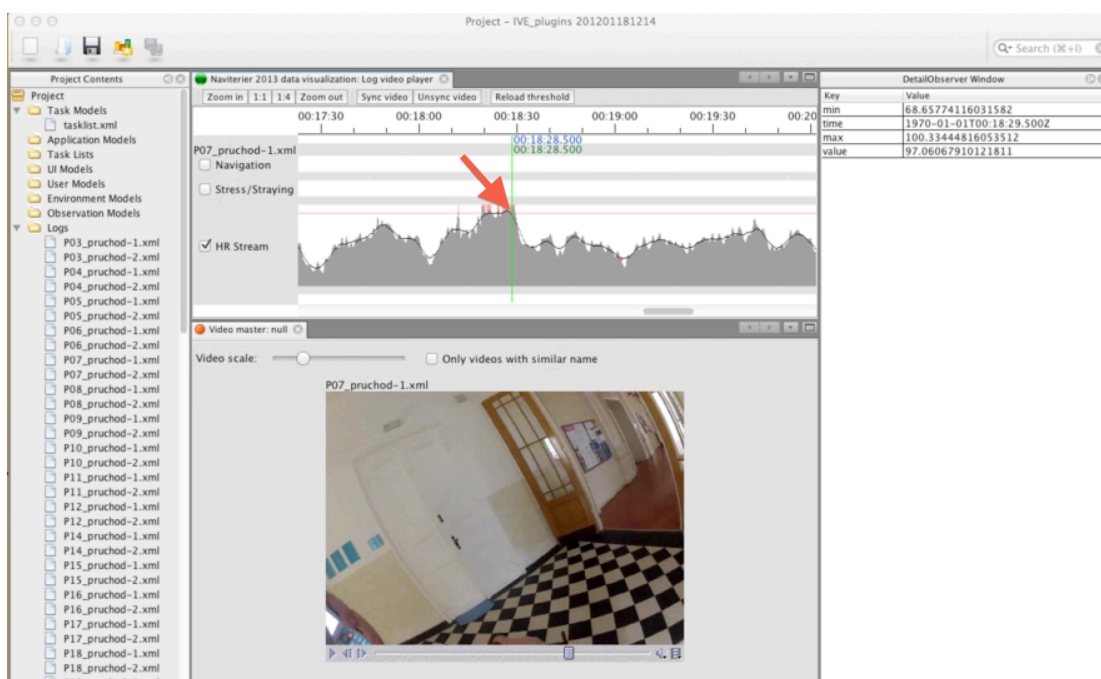 Project – IVE_plugins 201201181214
Search (⌘+I)
Project Contents
Project
Task Models
tasklist.xml
Application Models
Task Lists
UI Models
User Models
Environment Models
Observation Models
Logs
P03_pruchod-1.xml
P03_pruchod-2.xml
P04_pruchod-1.xml
P04_pruchod-2.xml
P05_pruchod-1.xml
P05_pruchod-2.xml
P06_pruchod-1.xml
P06_pruchod-2.xml
P07_pruchod-1.xml
P07_pruchod-2.xml
P08_pruchod-1.xml
P08_pruchod-2.xml
P09_pruchod-1.xml
P09_pruchod-2.xml
P10_pruchod-1.xml
P10_pruchod-2.xml
P11_pruchod-1.xml
P11_pruchod-2.xml
P12_pruchod-1.xml
P12_pruchod-2.xml
P14_pruchod-1.xml
P14_pruchod-2.xml
P15_pruchod-1.xml
P15_pruchod-2.xml
P16_pruchod-1.xml
P16_pruchod-2.xml
P17_pruchod-1.xml
P17_pruchod-2.xml
P18_pruchod-1.xml
P18_pruchod-2.xml
Naviterier 2013 data visualization: Log video player
Zoom in 1:1 1:4 Zoom out Sync video Unsync video Reload threshold
00:17:30 00:18:00 00:18:30 00:19:00 00:19:30 00:20
00:18:28.500
P07_pruchod-1.xml 00:18:28.500
Navigation
Stress/Straying
HR Stream
Video master: null
Video scale: Only videos with similar name
P07_pruchod-1.xml
DetailObserver Window
Key Value
min 68.65774116031582
time 1970-01-01T00:18:29.500Z
max 100.33444816053512
value 97.06067910121811